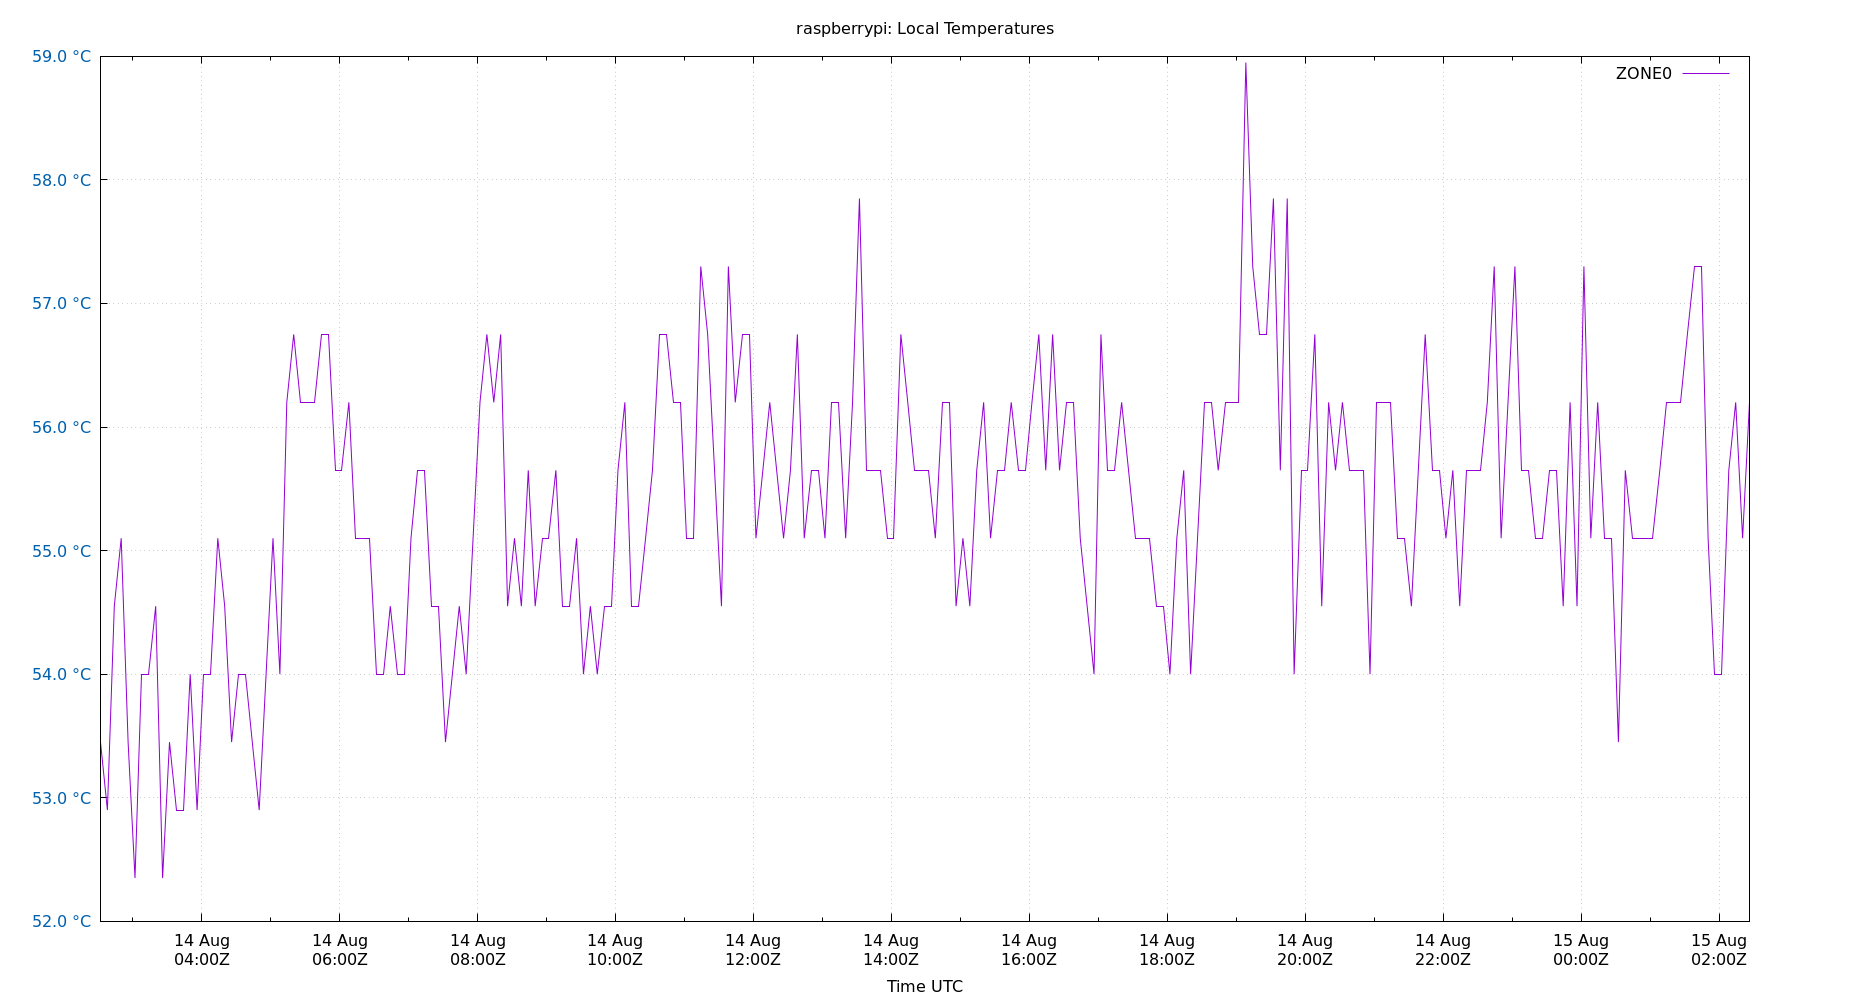 raspberrypi: Local Temperatures
59.0 °C
ZONE0
58.0 °C
57.0 °C
56.0 °C
55.0 °C
54.0 °C
53.0 °C
52.0 °C
14 Aug 14 Aug 14 Aug 14 Aug 14 Aug 14 Aug 14 Aug 14 Aug 14 Aug 14 Aug 15 Aug 15 Aug
04:00Z 06:00Z 08:00Z 10:00Z 12:00Z 14:00Z 16:00Z 18:00Z 20:00Z 22:00Z 00:00Z 02:00Z
Time UTC